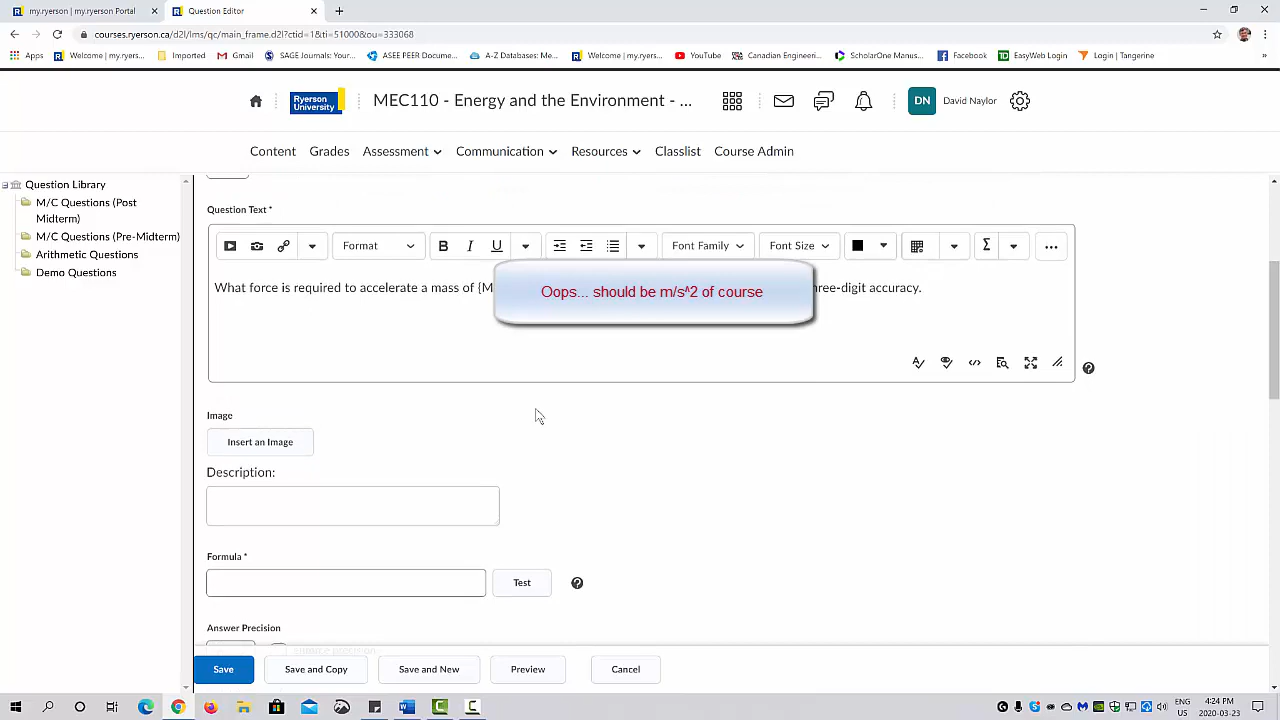 my.ryerson | my.ryerson Portal
Question Editor
courses.ryerson.ca/d2l/lms/qc/main_frame.d2l?ctid=1&ti=51000&ou=333068
Apps Welcome | my.ryers... Imported Gmail SAGE Journals: Your... ASEE PEER Docume... A-Z Databases: Me... Welcome | my.ryers... YouTube Canadian Engineeri... ScholarOne Manus... Facebook EasyWeb Login Login | Tangerine
Ryerson University
MEC110 - Energy and the Environment - ...
DN David Naylor
Content Grades Assessment Communication Resources Classlist Course Admin
Question Library
M/C Questions (Post Midterm)
M/C Questions (Pre-Midterm)
Arithmetic Questions
Demo Questions
Question Text *
Format B I U Font Family Font Size Σ ...
What force is required to accelerate a mass of {M
Oops... should be m/s^2 of course
hree-digit accuracy.
Image
Insert an Image
Description:
Formula *
Test
Answer Precision
Save Save and Copy Save and New Preview Cancel
ENG US
4:24 PM
2020-03-23